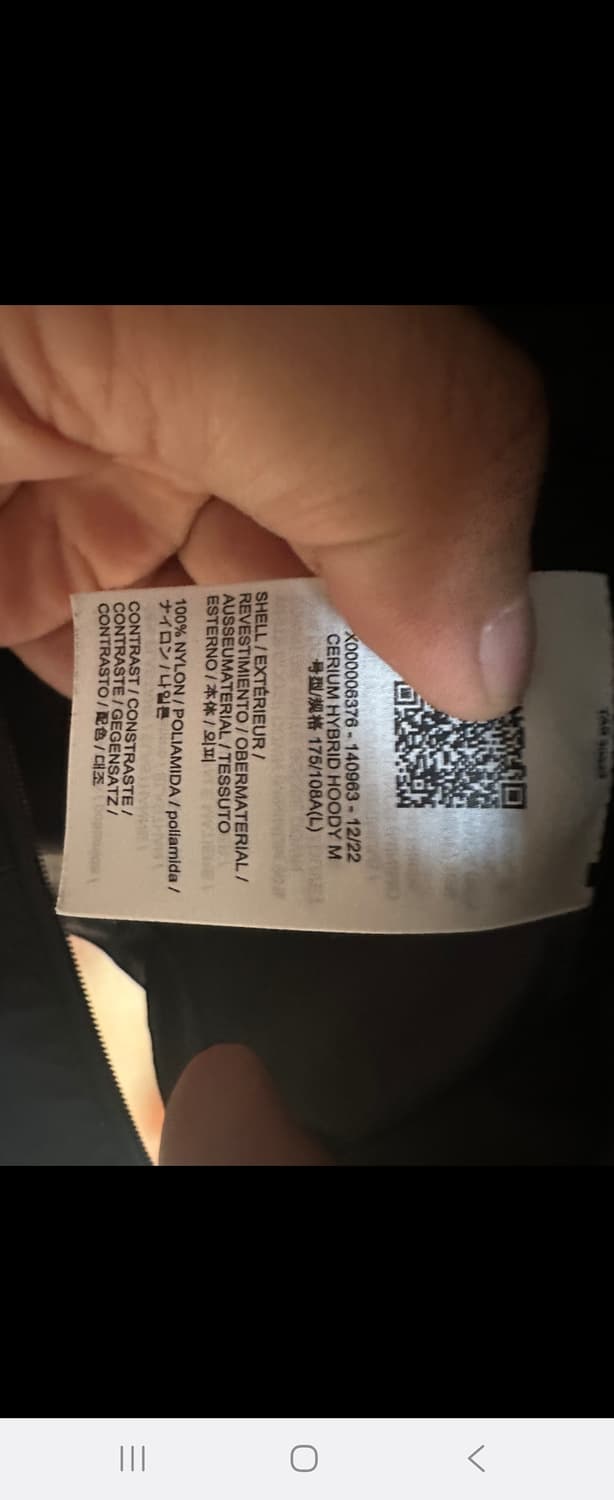 X000006376 - 140963 - 12/22
CERIUM HYBRID HOODY M
号型/规格 175/108A(L)
SHELL / EXTÉRIEUR /
REVESTIMIENTO / OBERMATERIAL /
AUSSEUMATERIAL / TESSUTO
ESTERNO / 本体 / 외피
100% NYLON / POLIAMIDA / poliamida /
ナイロン / 나일론
CONTRAST / CONSTRASTE /
CONTRASTE / GEGENSATZ /
CONTRASTO / 配色 / 대조